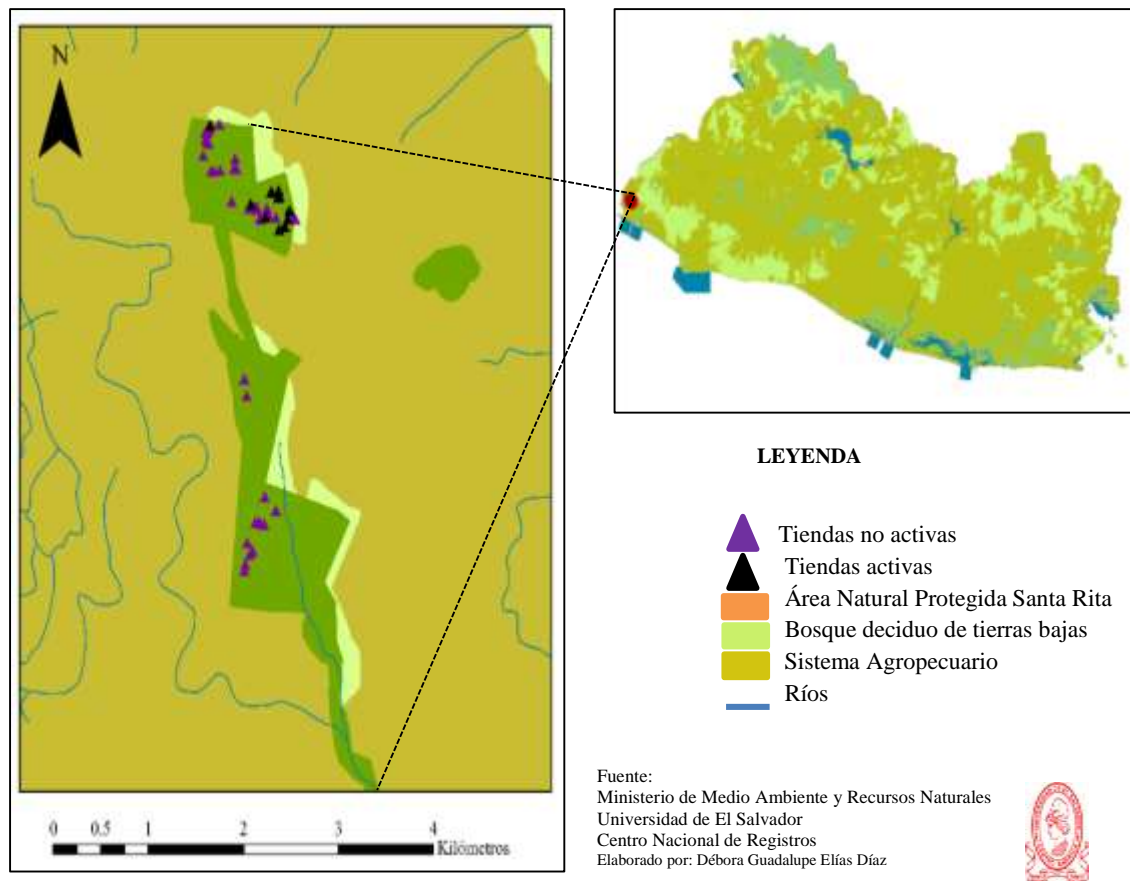 N
0 0.5 1 2 3 4
Kilómetros
LEYENDA
Tiendas no activas
Tiendas activas
Área Natural Protegida Santa Rita
Bosque deciduo de tierras bajas
Sistema Agropecuario
Ríos
Fuente:
Ministerio de Medio Ambiente y Recursos Naturales
Universidad de El Salvador
Centro Nacional de Registros
Elaborado por: Débora Guadalupe Elías Díaz